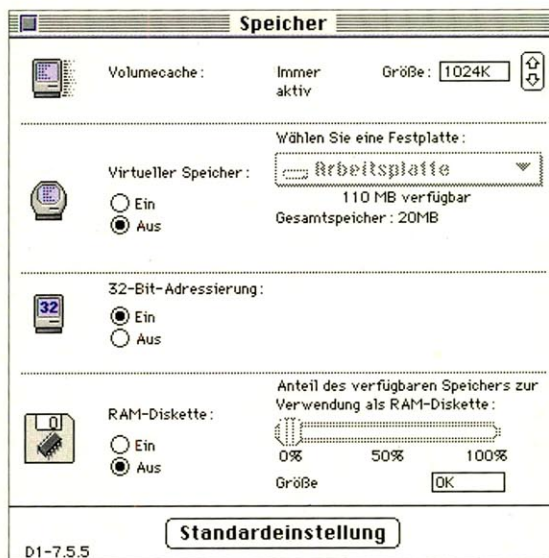 Speicher
Volumecache:
Immer aktiv
Größe: 1024K
Wählen Sie eine Festplatte:
Virtueller Speicher:
Arbeitsplatte
Ein
Aus
110 MB verfügbar
Gesamtspeicher: 20MB
32-Bit-Adressierung:
32
Ein
Aus
Anteil des verfügbaren Speichers zur
Verwendung als RAM-Diskette:
RAM-Diskette:
Ein
Aus
0% 50% 100%
Größe 0K
Standardeinstellung
D1-7.5.5